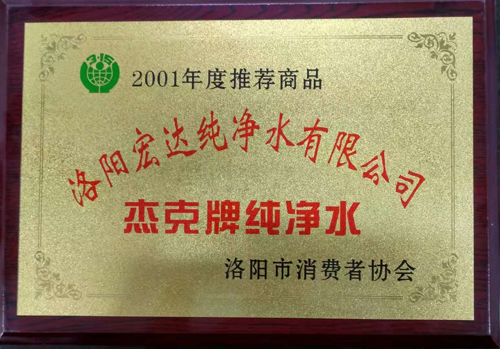 315
2001年度推荐商品
洛阳宏达纯净水有限公司
杰克牌纯净水
洛阳市消费者协会